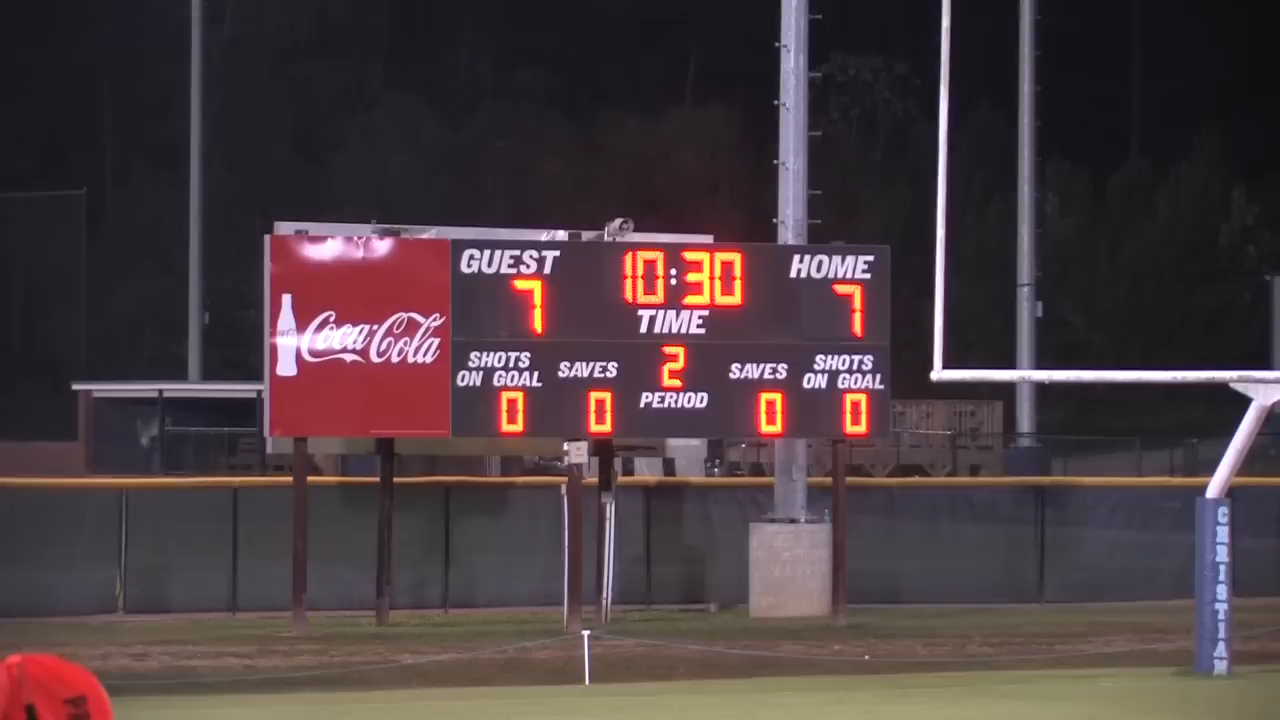 GUEST
10:30
HOME
7
TIME
7
Coca-Cola
SHOTS
ON GOAL
SAVES
2
PERIOD
SAVES
SHOTS
ON GOAL
0
0
0
0
CHRISTIAN